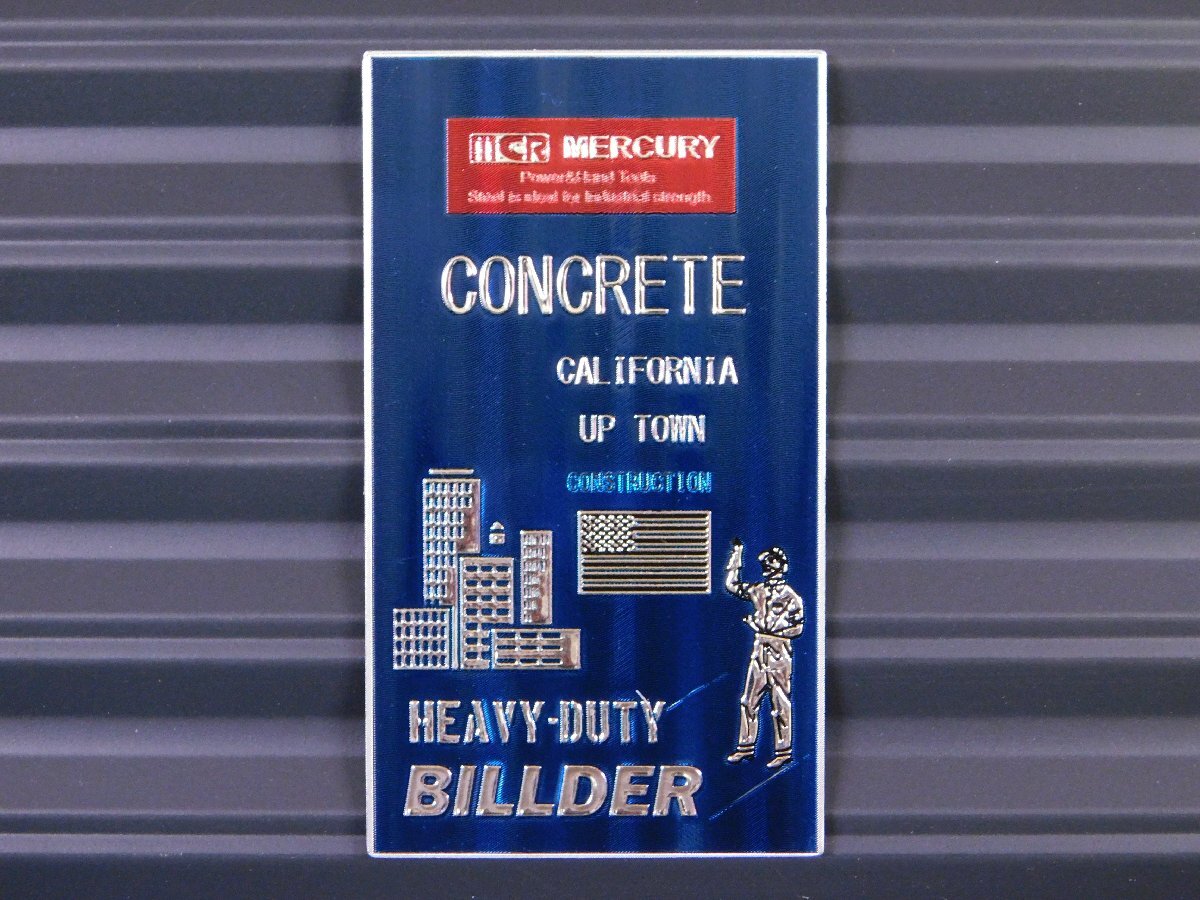 MCR MERCURY
Power&Hand Tools
Steel is ideal for Industrial strength.
CONCRETE
CALIFORNIA
UP TOWN
CONSTRUCTION
HEAVY-DUTY
BILLDER